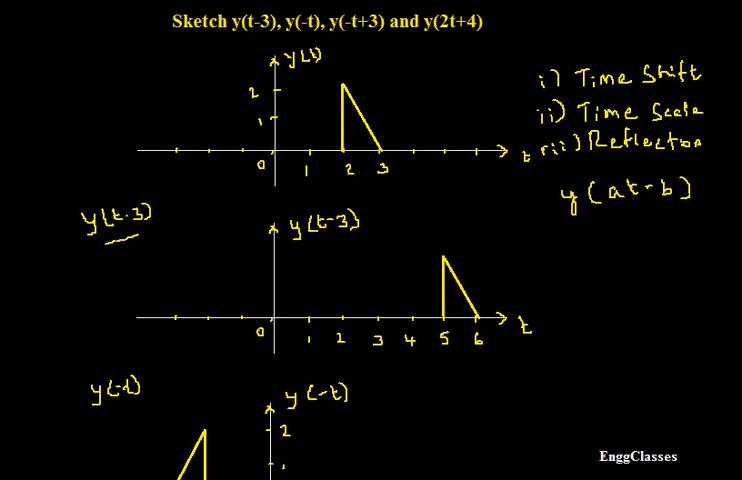 Sketch y(t-3), y(-t), y(-t+3) and y(2t+4)
y(t)
2
1
0 1 2 3 t
i) Time Shift
ii) Time Scale
iii) Reflection
y(at-b)
y(t-3)
y(t-3)
0 1 2 3 4 5 6 t
y(-t)
y(-t)
2
EnggClasses